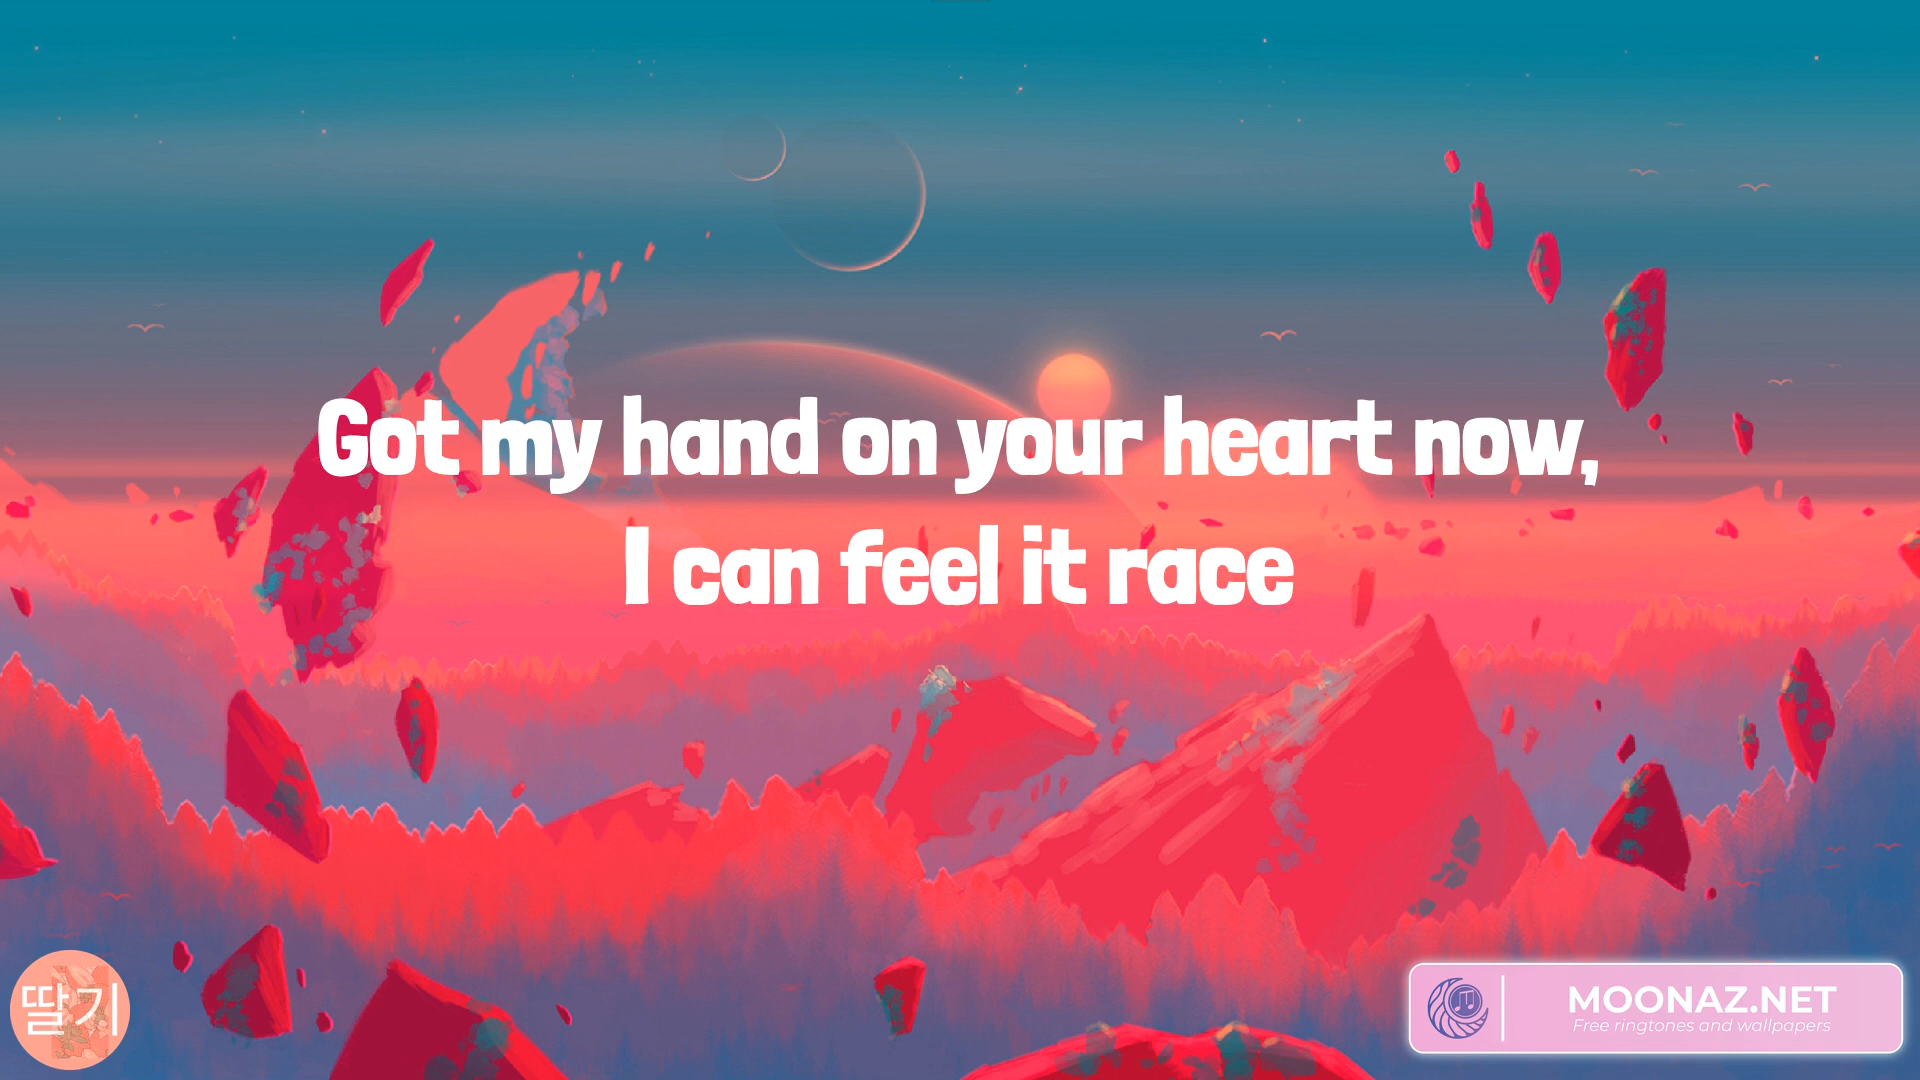 Got my hand on your heart now,
I can feel it race
딸기
MOONAZ.NET
Free ringtones and wallpapers